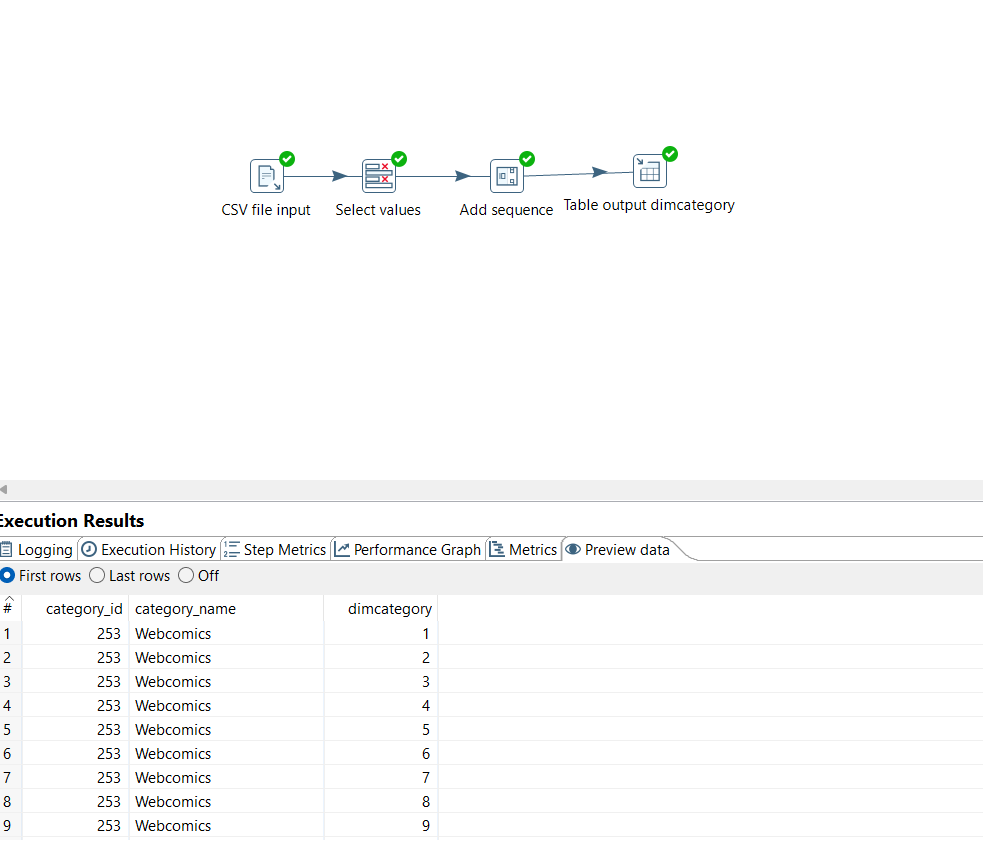 CSV file input
Select values
Add sequence
Table output dimcategory
Execution Results
Logging Execution History Step Metrics Performance Graph Metrics Preview data
First rows Last rows Off
# category_id category_name dimcategory
1 253 Webcomics 1
2 253 Webcomics 2
3 253 Webcomics 3
4 253 Webcomics 4
5 253 Webcomics 5
6 253 Webcomics 6
7 253 Webcomics 7
8 253 Webcomics 8
9 253 Webcomics 9